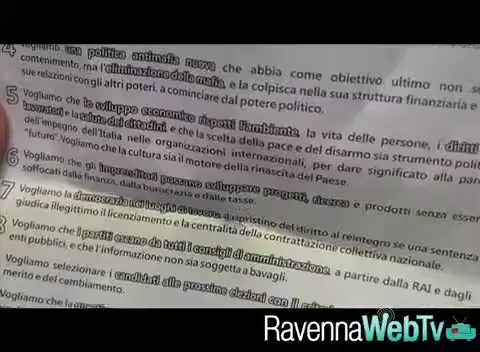 RavennaWebTv
4 Vogliamo una politica antimafia nuova che abbia come obiettivo ultimo non
contenimento, ma l'eliminazione della mafia, e la colpisca nella sua struttura finanziaria e
sue relazioni con gli altri poteri, a cominciare dal potere politico.
5 Vogliamo che lo sviluppo economico rispetti l'ambiente, la vita delle persone, i diritti
lavoratori e la salute dei cittadini, e che la scelta della pace e del disarmo sia strumento
dell'impegno dell'Italia nelle organizzazioni internazionali, per dare significato alla
"futuro". Vogliamo che la cultura sia il motore della rinascita del Paese.
6 Vogliamo che gli imprenditori possano sviluppare progetti, ricerca e prodotti senza
soffocati dalla finanza, dalla burocrazia e dalle tasse.
7 Vogliamo la democrazia nei luoghi di lavoro, il ripristino del diritto al reintegro se una sentenza
giudica illegittimo il licenziamento e la centralità della contrattazione collettiva nazionale.
8 Vogliamo che i partiti escano da tutti i consigli di amministrazione, a partire dalla RAI e dagli
enti pubblici, e che l'informazione non sia soggetta a bavagli.
Vogliamo selezionare i candidati alle prossime elezioni con il
merito e del cambiamento.
Vogliamo che la
RavennaWebTv